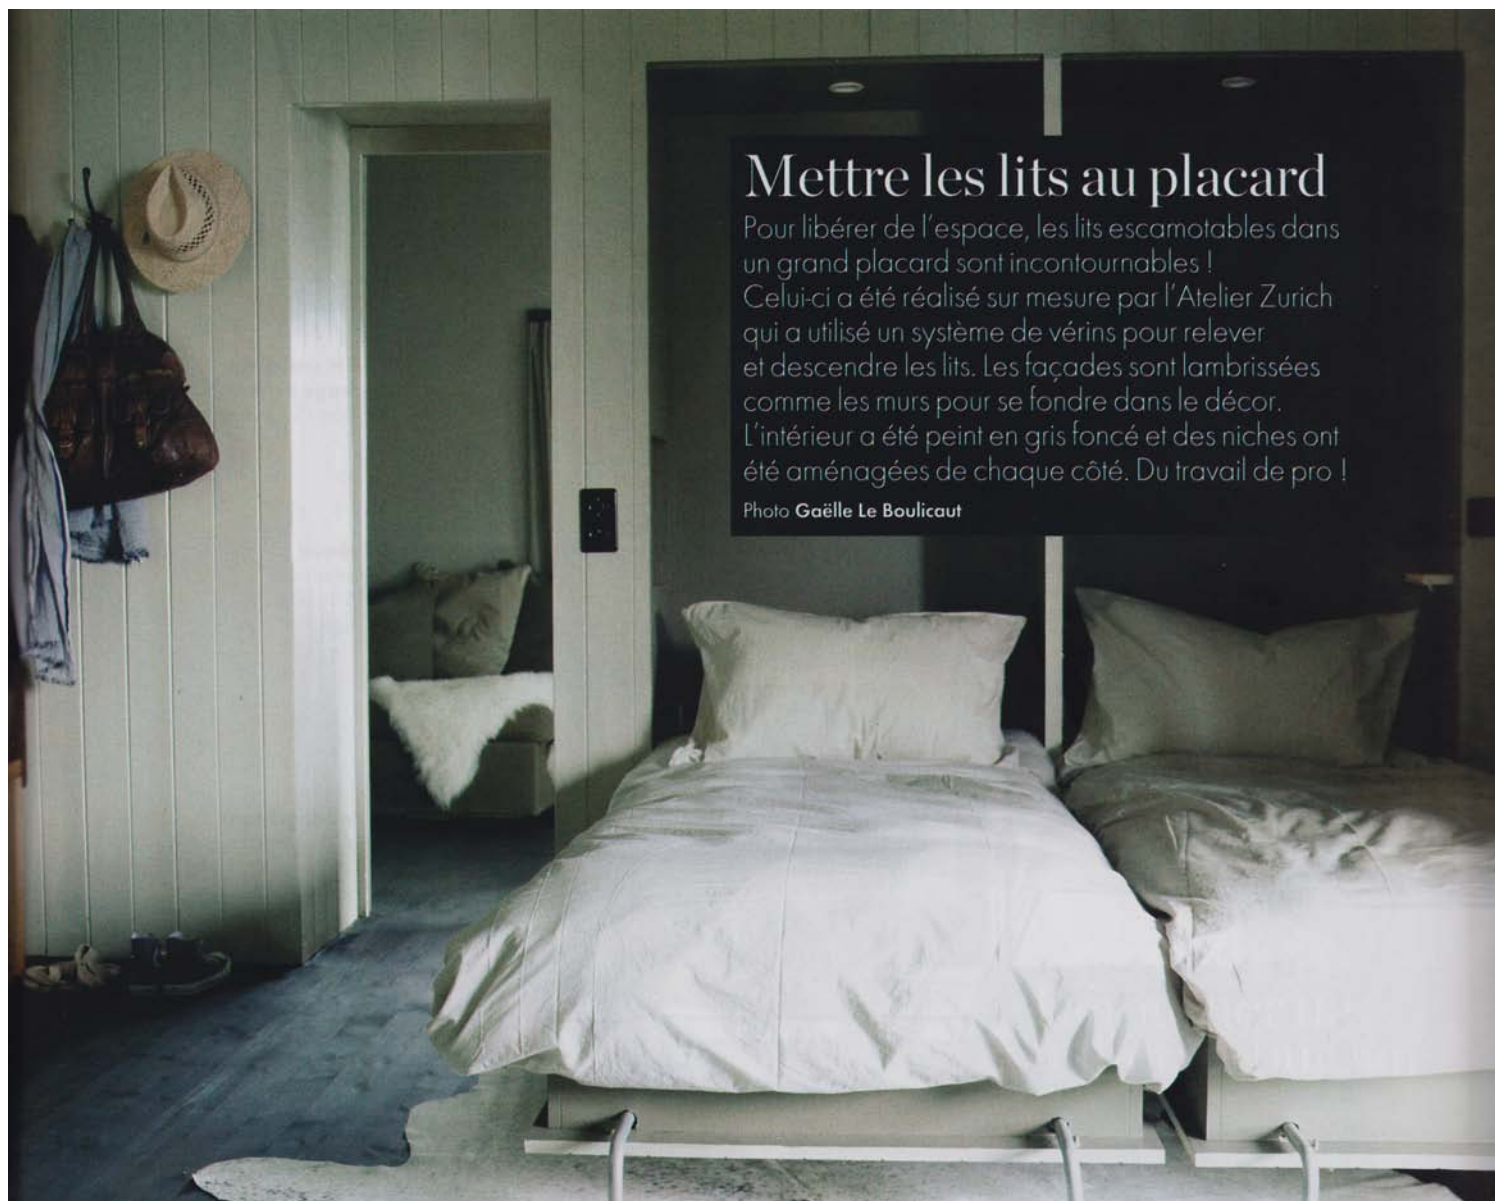 Mettre les lits au placard
Pour libérer de l'espace, les lits escamotables dans
un grand placard sont incontournables !
Celui-ci a été réalisé sur mesure par l'Atelier Zurich
qui a utilisé un système de vérins pour relever
et descendre les lits. Les façades sont lambrissées
comme les murs pour se fondre dans le décor.
L'intérieur a été peint en gris foncé et des niches ont
été aménagées de chaque côté. Du travail de pro !
Photo Gaëlle Le Boulicaut